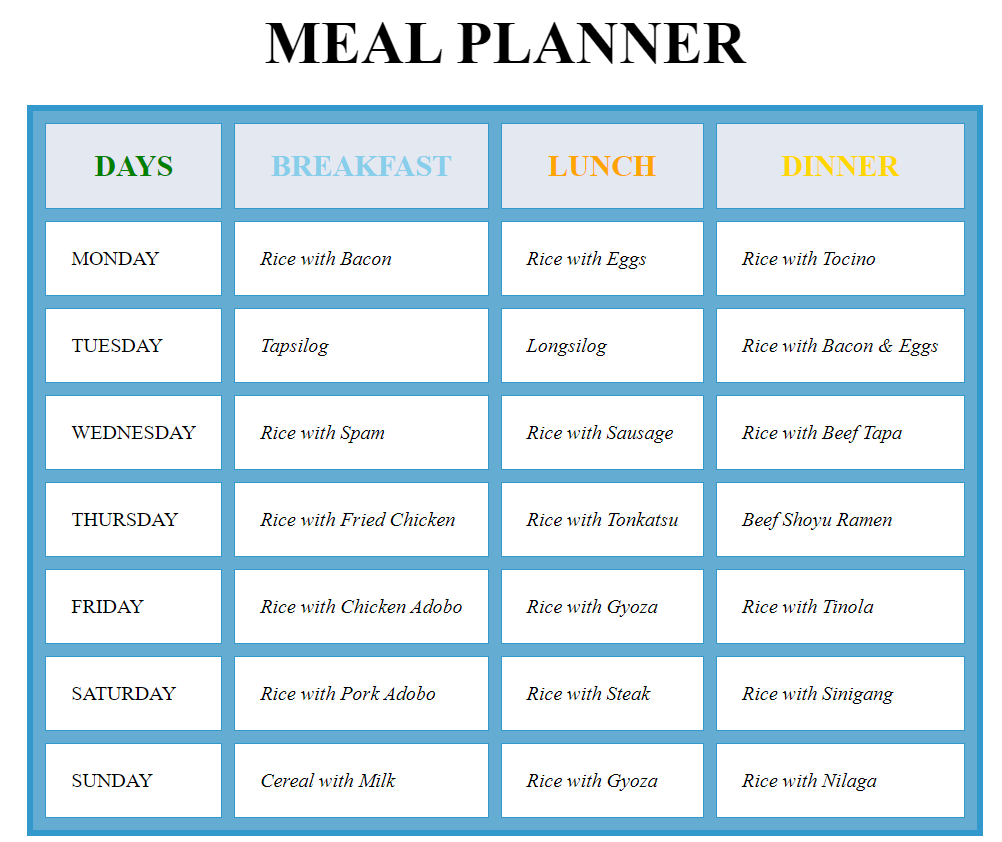 MEAL PLANNER
DAYS BREAKFAST LUNCH DINNER
MONDAY Rice with Bacon Rice with Eggs Rice with Tocino
TUESDAY Tapsilog Longsilog Rice with Bacon & Eggs
WEDNESDAY Rice with Spam Rice with Sausage Rice with Beef Tapa
THURSDAY Rice with Fried Chicken Rice with Tonkatsu Beef Shoyu Ramen
FRIDAY Rice with Chicken Adobo Rice with Gyoza Rice with Tinola
SATURDAY Rice with Pork Adobo Rice with Steak Rice with Sinigang
SUNDAY Cereal with Milk Rice with Gyoza Rice with Nilaga